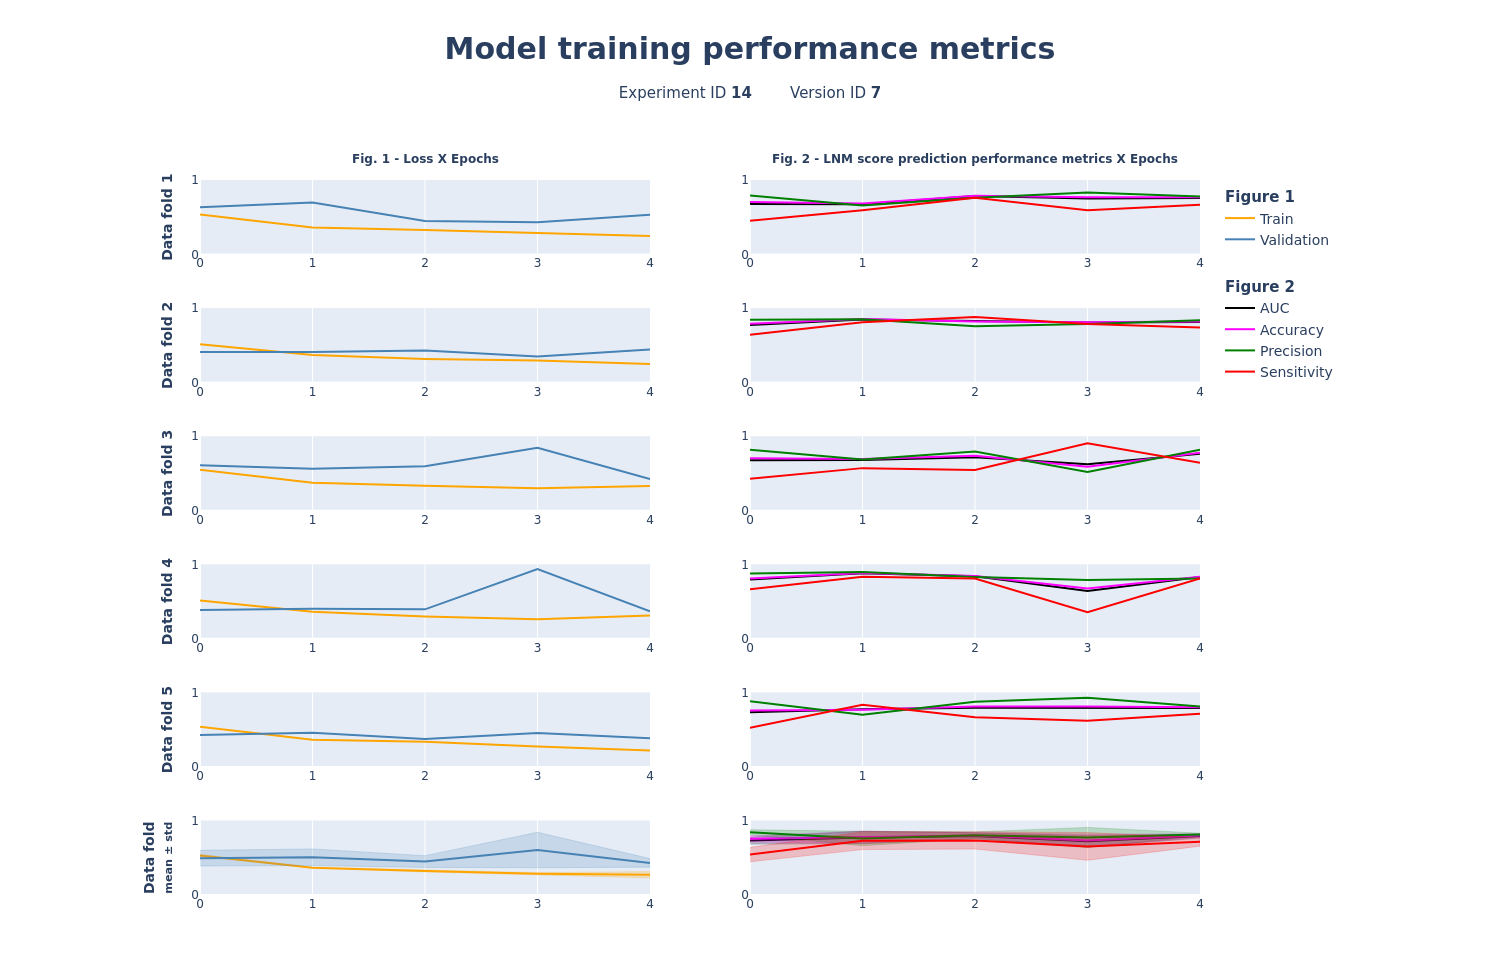 Model training performance metrics
Experiment ID 14 Version ID 7
Fig. 1 - Loss X Epochs
Fig. 2 - LNM score prediction performance metrics X Epochs
Data fold 1
1
0
0 1 2 3 4
1
0
0 1 2 3 4
Figure 1
Train
Validation
Figure 2
AUC
Accuracy
Precision
Sensitivity
Data fold 2
1
0
0 1 2 3 4
1
0
0 1 2 3 4
Data fold 3
1
0
0 1 2 3 4
1
0
0 1 2 3 4
Data fold 4
1
0
0 1 2 3 4
1
0
0 1 2 3 4
Data fold 5
1
0
0 1 2 3 4
1
0
0 1 2 3 4
Data fold
mean ± std
1
0
0 1 2 3 4
1
0
0 1 2 3 4